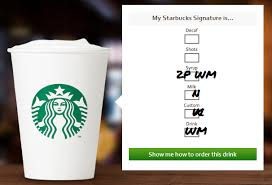 My Starbucks Signature is...
Decaf
Shots
Syrup
2P WM
Milk
N
Custom
Drink
WM
Show me how to order this drink